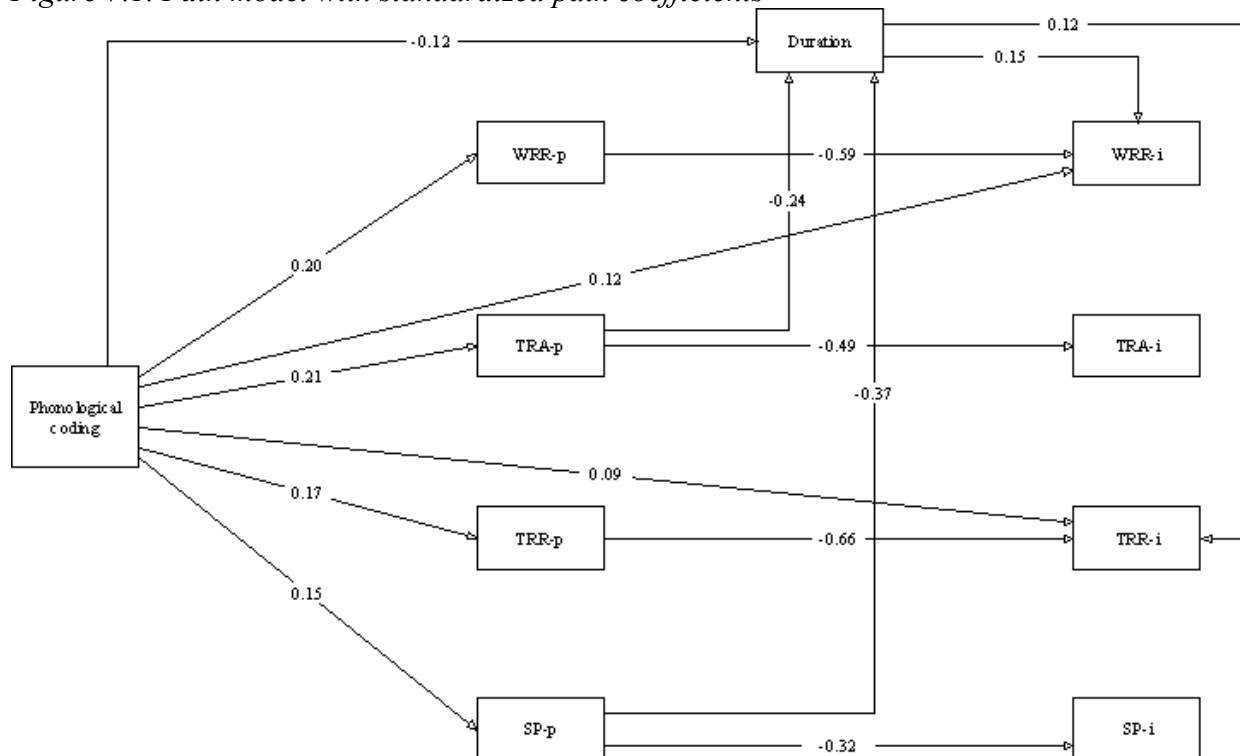 Figure 7.1. Path model with standardized path coefficients
0.12
-0.12
Duration
0.15
WRR-p
-0.59
WRR-i
-0.24
0.20
0.12
TRA-p
-0.49
TRA-i
0.21
-0.37
Phonological
coding
0.09
0.17
TRR-p
-0.66
TRR-i
0.15
SP-p
SP-i
-0.32